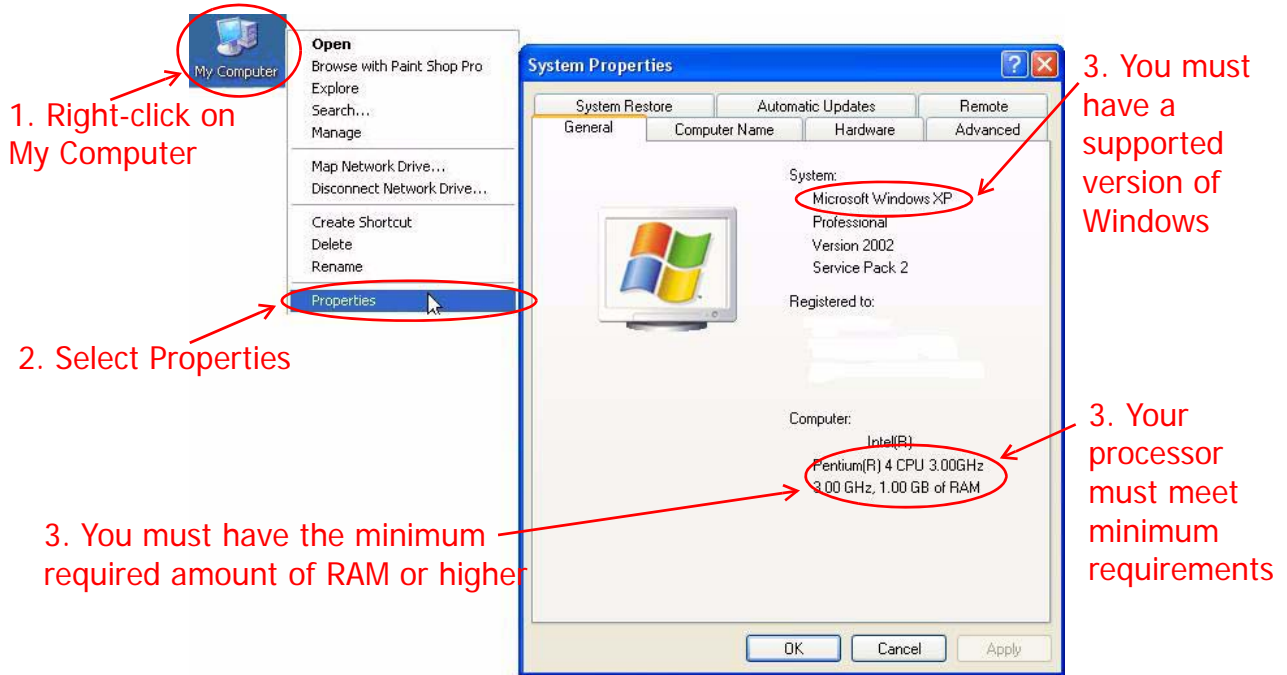 My Computer
1. Right-click on
My Computer
Open
Browse with Paint Shop Pro
Explore
Search...
Manage
Map Network Drive...
Disconnect Network Drive...
Create Shortcut
Delete
Rename
Properties
2. Select Properties
System Properties
System Restore
Automatic Updates
Remote
General
Computer Name
Hardware
Advanced
System:
Microsoft Windows XP
Professional
Version 2002
Service Pack 2
Registered to:
Computer:
Intel(R)
Pentium(R) 4 CPU 3.00GHz
3.00 GHz, 1.00 GB of RAM
OK
Cancel
Apply
3. You must
have a
supported
version of
Windows
3. Your
processor
must meet
minimum
requirements
3. You must have the minimum
required amount of RAM or higher